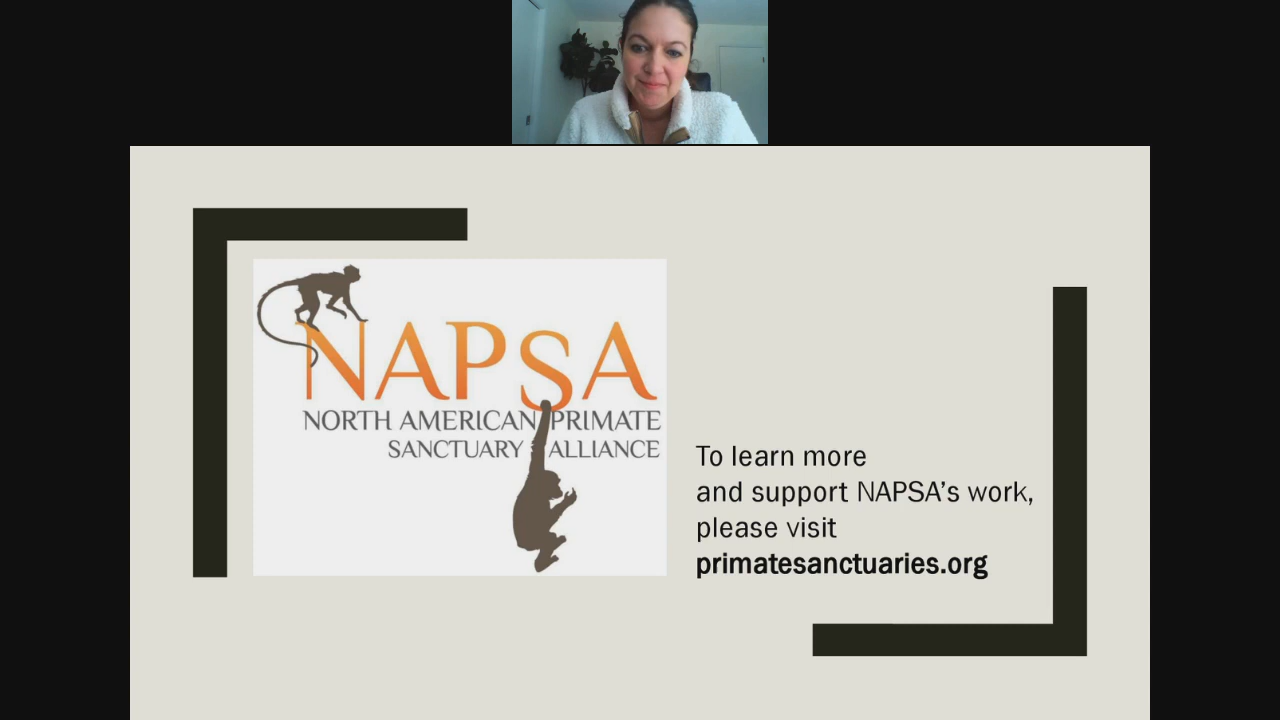 NAPSA
NORTH AMERICAN PRIMATE
SANCTUARY ALLIANCE
To learn more
and support NAPSA’s work,
please visit
primatesanctuaries.org